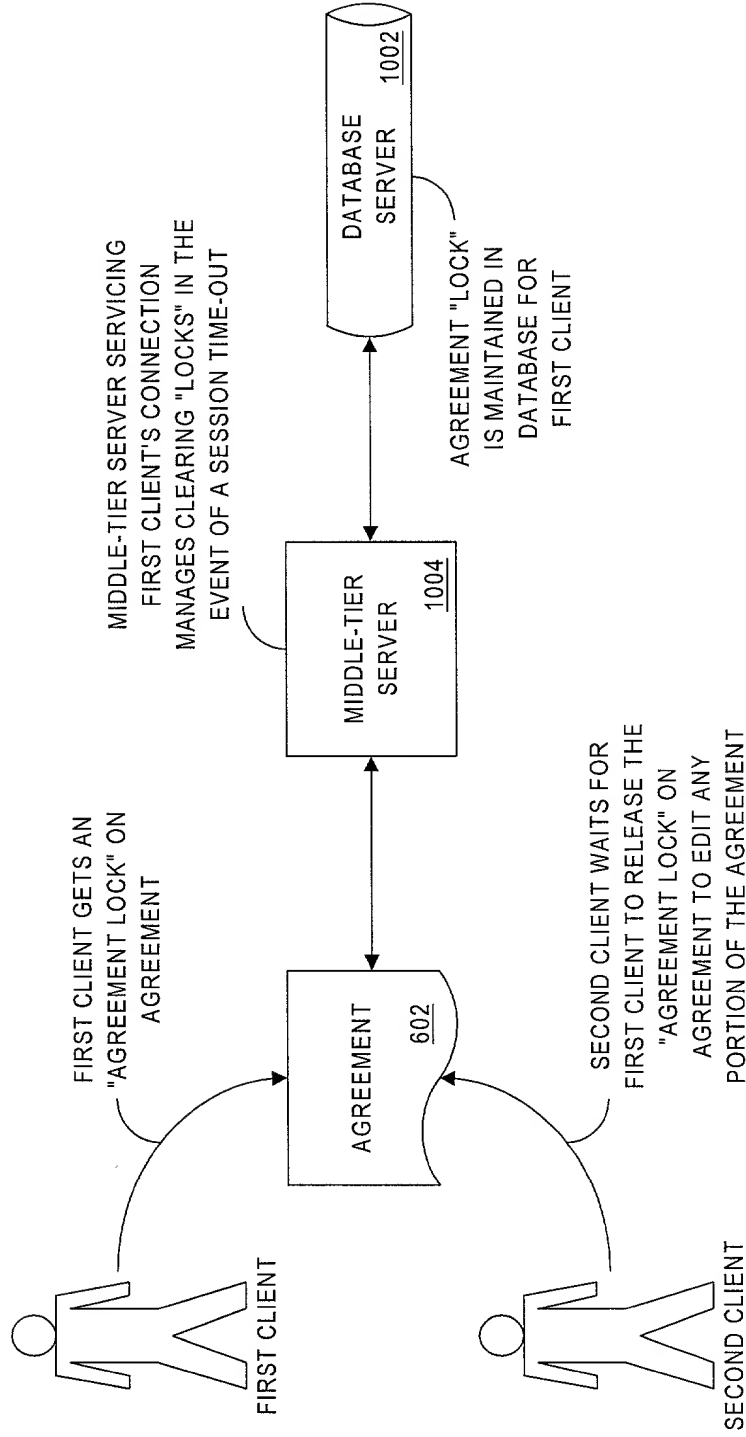 FIRST CLIENT GETS AN
"AGREEMENT LOCK" ON
AGREEMENT
MIDDLE-TIER SERVER SERVICING
FIRST CLIENT'S CONNECTION
MANAGES CLEARING "LOCKS" IN THE
EVENT OF A SESSION TIME-OUT
FIRST CLIENT
AGREEMENT
602
MIDDLE-TIER
SERVER
1004
DATABASE
SERVER
1002
AGREEMENT "LOCK"
IS MAINTAINED IN
DATABASE FOR
FIRST CLIENT
SECOND CLIENT WAITS FOR
FIRST CLIENT TO RELEASE THE
"AGREEMENT LOCK" ON
AGREEMENT TO EDIT ANY
PORTION OF THE AGREEMENT
SECOND CLIENT